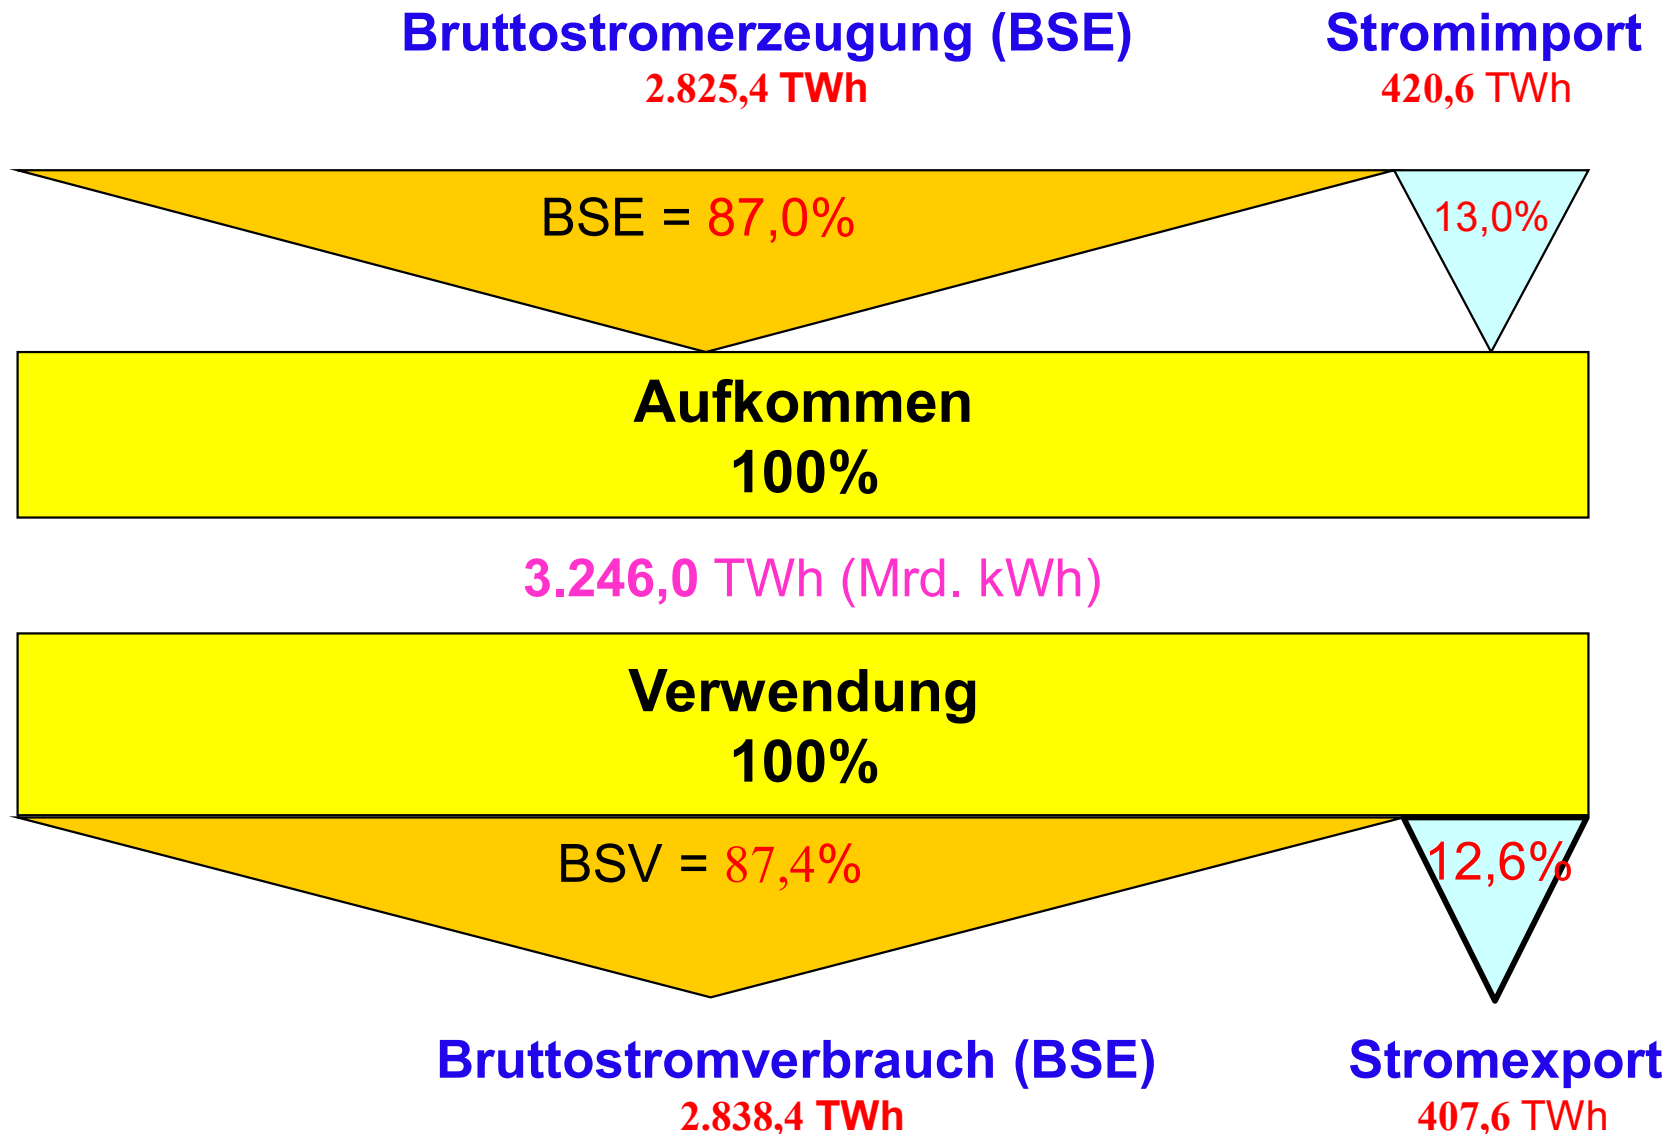 Bruttostromerzeugung (BSE)
Stromimport
2.825,4 TWh
420,6 TWh
BSE = 87,0%
13,0%
Aufkommen
100%
3.246,0 TWh (Mrd. kWh)
Verwendung
100%
BSV = 87,4%
12,6%
Bruttostromverbrauch (BSE)
Stromexport
2.838,4 TWh
407,6 TWh